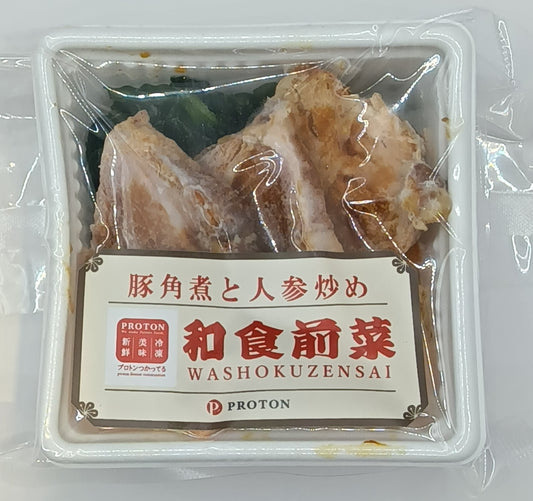 豚角煮と人参炒め
PROTON
新鮮 美味 冷凍
プロトンつかってる
和食前菜
WASHOKUZENSAI
PROTON